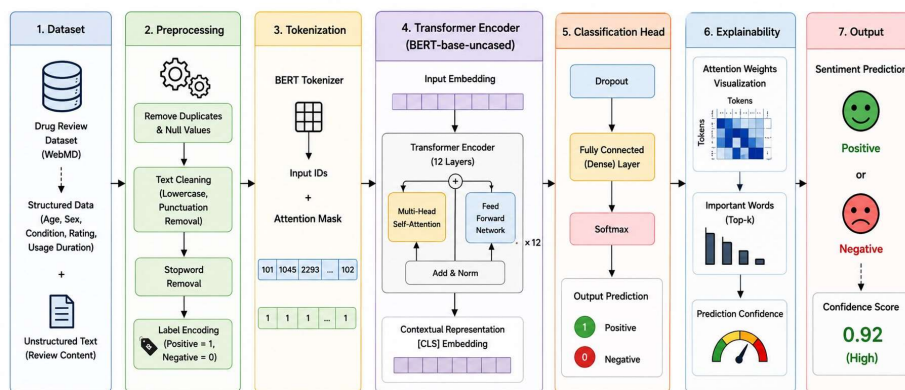 1. Dataset
Drug Review
Dataset
(WebMD)
Structured Data
(Age, Sex,
Condition, Rating,
Usage Duration)
+
Unstructured Text
(Review Content)
2. Preprocessing
Remove Duplicates
& Null Values
Text Cleaning
(Lowercase,
Punctuation
Removal)
Stopword
Removal
Label Encoding
(Positive = 1,
Negative = 0)
3. Tokenization
BERT Tokenizer
Input IDs
+
Attention Mask
101 1045 2293 ... 102
1 1 1 ... 1
4. Transformer Encoder
(BERT-base-uncased)
Input Embedding
Transformer Encoder
(12 Layers)
+
Multi-Head
Self-Attention
Feed
Forward
Network
× 12
Add & Norm
Contextual Representation
[CLS] Embedding
5. Classification Head
Dropout
Fully Connected
(Dense) Layer
Softmax
Output Prediction
1 Positive
0 Negative
6. Explainability
Attention Weights
Visualization
Tokens
Tokens
Important Words
(Top-k)
Prediction Confidence
7. Output
Sentiment Prediction
Positive
or
Negative
Confidence Score
0.92
(High)